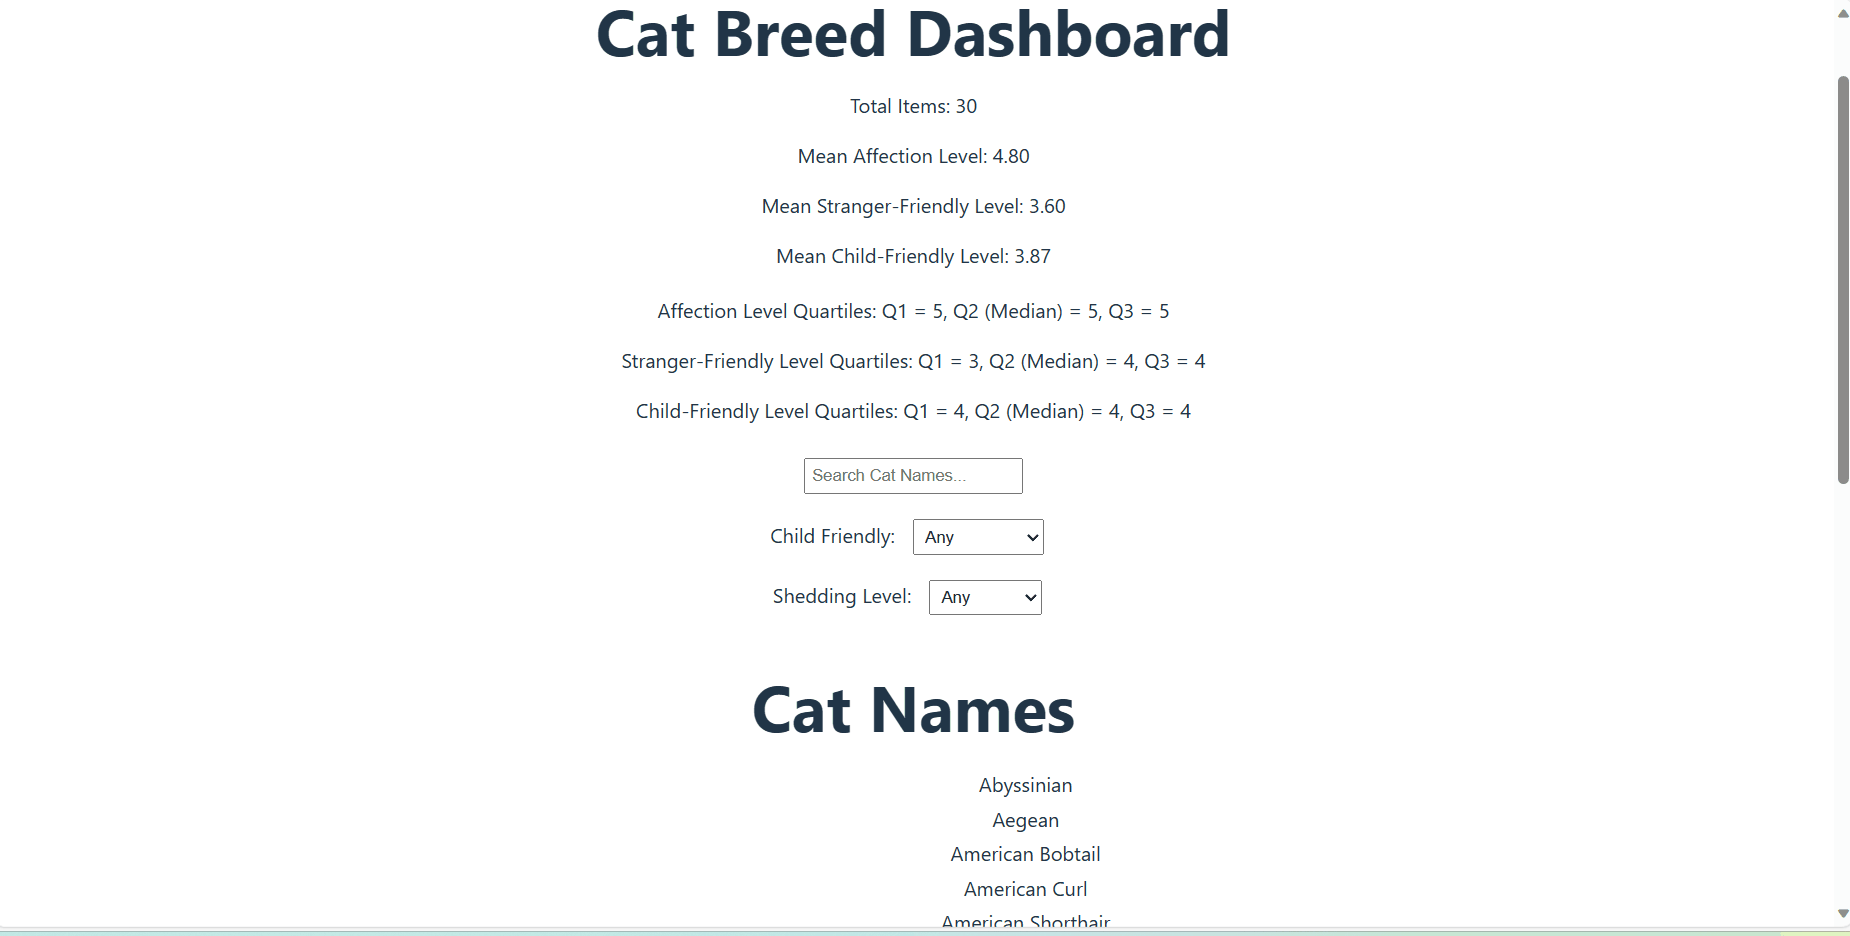 Cat Breed Dashboard
Total Items: 30
Mean Affection Level: 4.80
Mean Stranger-Friendly Level: 3.60
Mean Child-Friendly Level: 3.87
Affection Level Quartiles: Q1 = 5, Q2 (Median) = 5, Q3 = 5
Stranger-Friendly Level Quartiles: Q1 = 3, Q2 (Median) = 4, Q3 = 4
Child-Friendly Level Quartiles: Q1 = 4, Q2 (Median) = 4, Q3 = 4
Search Cat Names...
Child Friendly: Any
Shedding Level: Any
Cat Names
Abyssinian
Aegean
American Bobtail
American Curl
American Shorthair